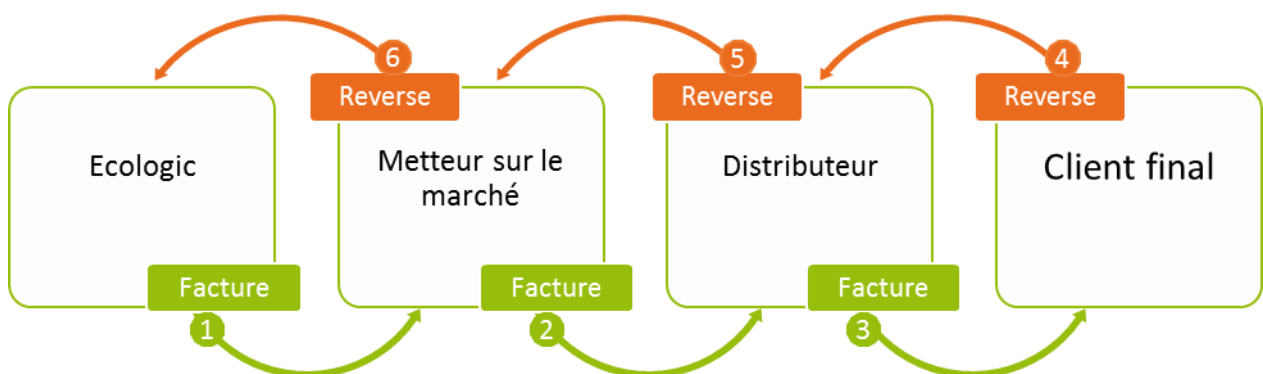 6
5
4
Reverse
Reverse
Reverse
Ecologic
Metteur sur le
marché
Distributeur
Client final
Facture
Facture
Facture
1
2
3